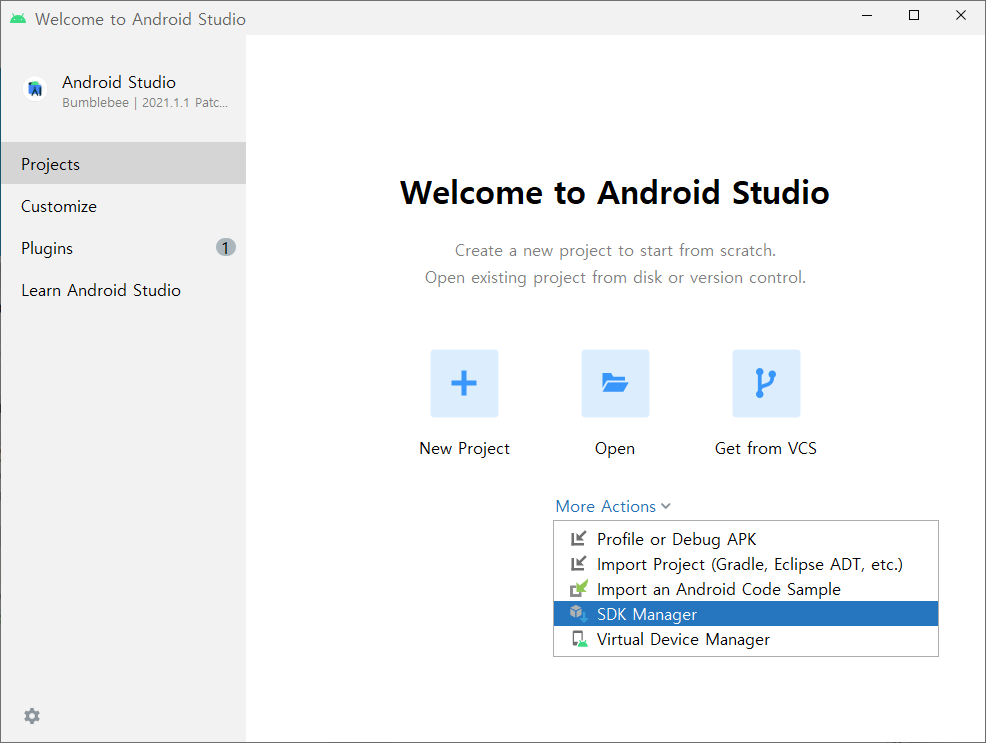 Welcome to Android Studio
Android Studio
Bumblebee | 2021.1.1 Patc...
Projects
Customize
Plugins 1
Learn Android Studio
Welcome to Android Studio
Create a new project to start from scratch.
Open existing project from disk or version control.
New Project Open Get from VCS
More Actions
Profile or Debug APK
Import Project (Gradle, Eclipse ADT, etc.)
Import an Android Code Sample
SDK Manager
Virtual Device Manager